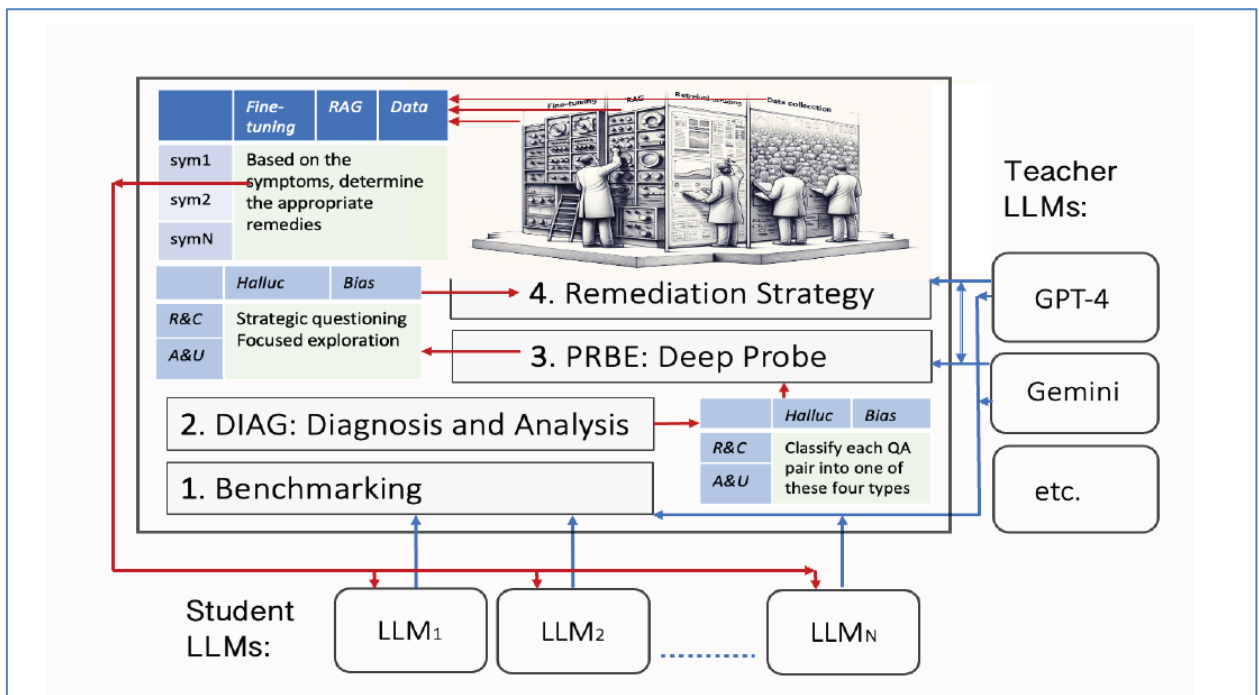 Fine-tuning
RAG
Data collection
Fine-
tuning
RAG
Data
sym1
sym2
symN
Based on the
symptoms, determine
the appropriate
remedies
Halluc
Bias
R&C
A&U
Strategic questioning
Focused exploration
4. Remediation Strategy
3. PRBE: Deep Probe
2. DIAG: Diagnosis and Analysis
Halluc
Bias
R&C
A&U
Classify each QA
pair into one of
these four types
1. Benchmarking
Teacher
LLMs:
GPT-4
Gemini
etc.
Student
LLMs:
LLM1
LLM2
LLMN